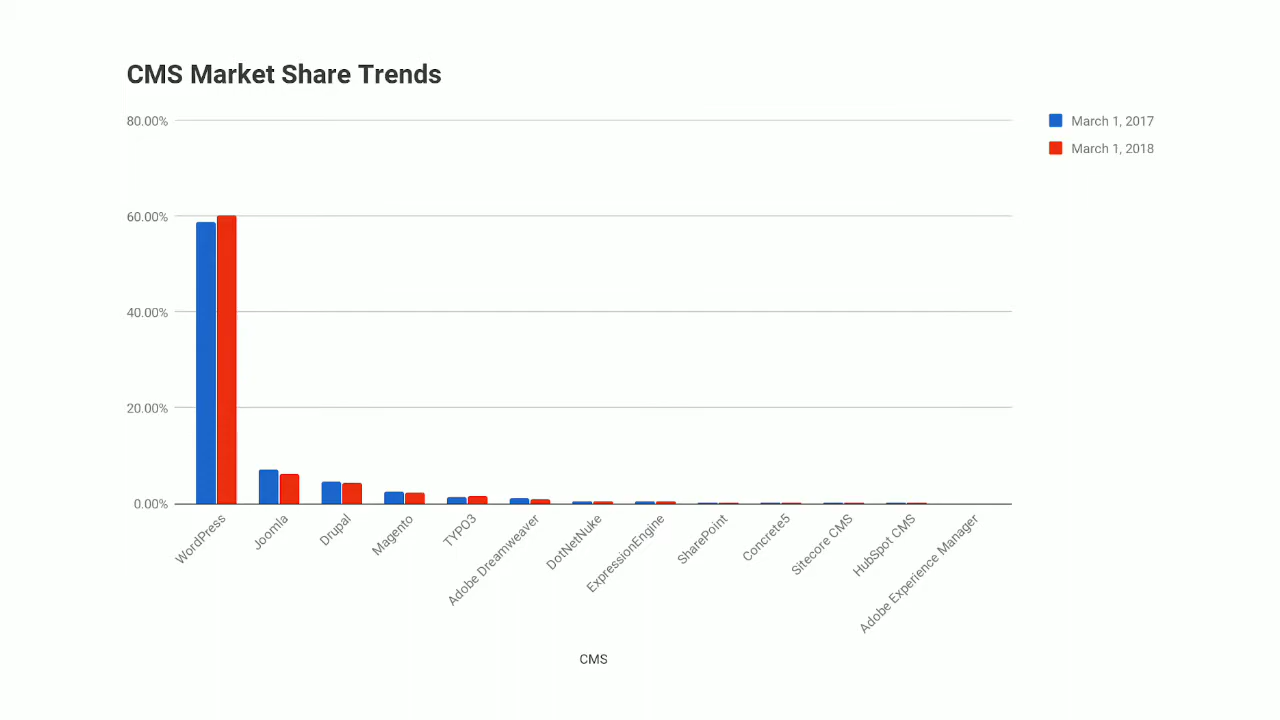 CMS Market Share Trends
80.00%
60.00%
40.00%
20.00%
0.00%
March 1, 2017
March 1, 2018
WordPress
Joomla
Drupal
Magento
TYPO3
Adobe Dreamweaver
DotNetNuke
ExpressionEngine
SharePoint
Concrete5
Sitecore CMS
HubSpot CMS
Adobe Experience Manager
CMS